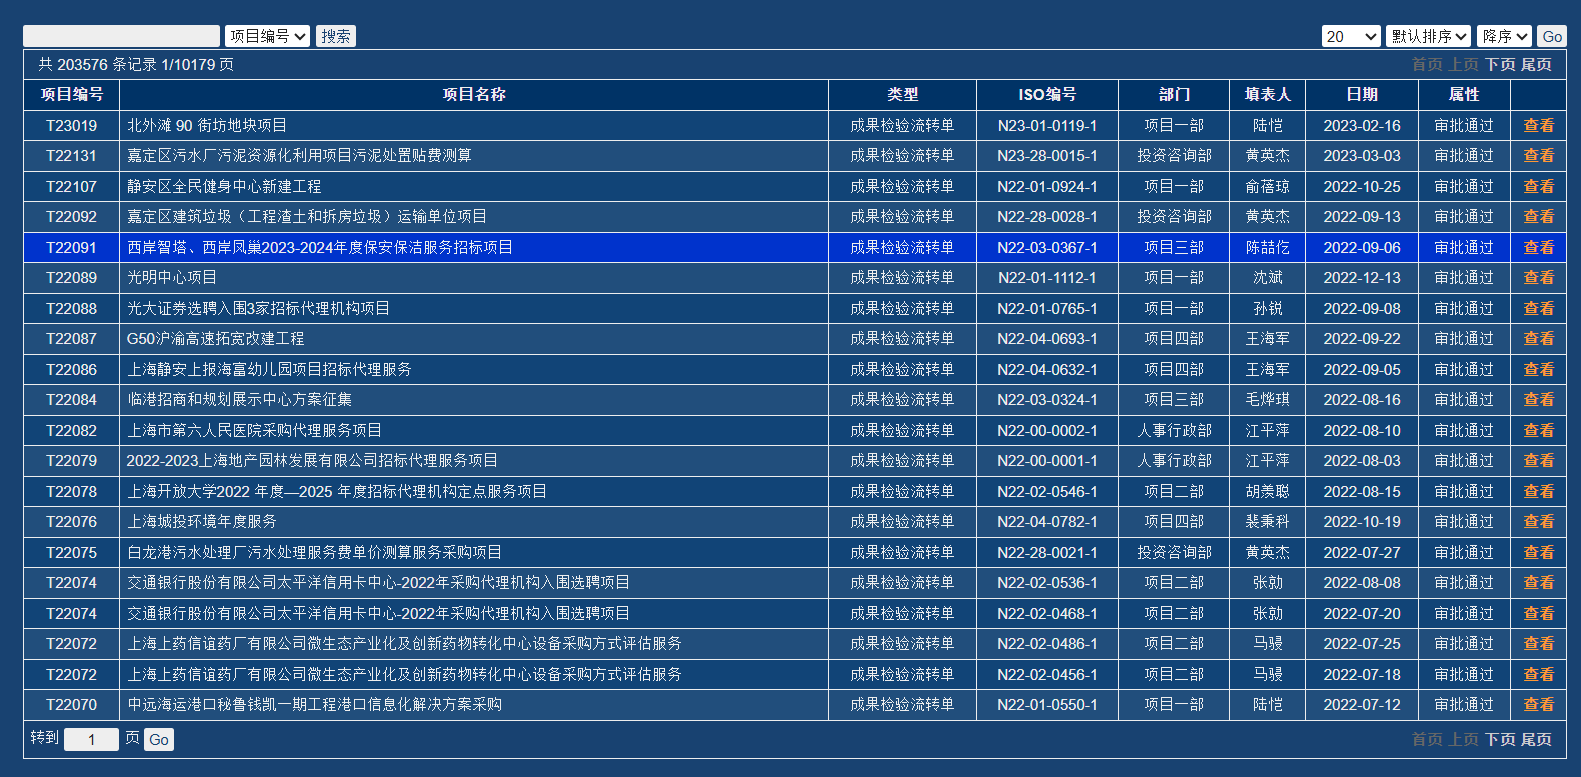 项目编号 搜索 20 默认排序 降序 Go
共 203576 条记录 1/10179 页 首页 上页 下页 尾页
项目编号 项目名称 类型 ISO编号 部门 填表人 日期 属性
T23019 北外滩 90 街坊地块项目 成果检验流转单 N23-01-0119-1 项目一部 陆恺 2023-02-16 审批通过 查看
T22131 嘉定区污水厂污泥资源化利用项目污泥处置贴费测算 成果检验流转单 N23-28-0015-1 投资咨询部 黄英杰 2023-03-03 审批通过 查看
T22107 静安区全民健身中心新建工程 成果检验流转单 N22-01-0924-1 项目一部 俞蓓琼 2022-10-25 审批通过 查看
T22092 嘉定区建筑垃圾（工程渣土和拆房垃圾）运输单位项目 成果检验流转单 N22-28-0028-1 投资咨询部 黄英杰 2022-09-13 审批通过 查看
T22091 西岸智塔、西岸凤巢2023-2024年度保安保洁服务招标项目 成果检验流转单 N22-03-0367-1 项目三部 陈喆仡 2022-09-06 审批通过 查看
T22089 光明中心项目 成果检验流转单 N22-01-1112-1 项目一部 沈斌 2022-12-13 审批通过 查看
T22088 光大证券选聘入围3家招标代理机构项目 成果检验流转单 N22-01-0765-1 项目一部 孙锐 2022-09-08 审批通过 查看
T22087 G50沪渝高速拓宽改建工程 成果检验流转单 N22-04-0693-1 项目四部 王海军 2022-09-22 审批通过 查看
T22086 上海静安上报海富幼儿园项目招标代理服务 成果检验流转单 N22-04-0632-1 项目四部 王海军 2022-09-05 审批通过 查看
T22084 临港招商和规划展示中心方案征集 成果检验流转单 N22-03-0324-1 项目三部 毛烨琪 2022-08-16 审批通过 查看
T22082 上海市第六人民医院采购代理服务项目 成果检验流转单 N22-00-0002-1 人事行政部 江平萍 2022-08-10 审批通过 查看
T22079 2022-2023上海地产园林发展有限公司招标代理服务项目 成果检验流转单 N22-00-0001-1 人事行政部 江平萍 2022-08-03 审批通过 查看
T22078 上海开放大学2022 年度—2025 年度招标代理机构定点服务项目 成果检验流转单 N22-02-0546-1 项目二部 胡羡聪 2022-08-15 审批通过 查看
T22076 上海城投环境年度服务 成果检验流转单 N22-04-0782-1 项目四部 裴秉科 2022-10-19 审批通过 查看
T22075 白龙港污水处理厂污水处理服务费单价测算服务采购项目 成果检验流转单 N22-28-0021-1 投资咨询部 黄英杰 2022-07-27 审批通过 查看
T22074 交通银行股份有限公司太平洋信用卡中心-2022年采购代理机构入围选聘项目 成果检验流转单 N22-02-0536-1 项目二部 张勍 2022-08-08 审批通过 查看
T22074 交通银行股份有限公司太平洋信用卡中心-2022年采购代理机构入围选聘项目 成果检验流转单 N22-02-0468-1 项目二部 张勍 2022-07-20 审批通过 查看
T22072 上海上药信谊药厂有限公司微生态产业化及创新药物转化中心设备采购方式评估服务 成果检验流转单 N22-02-0486-1 项目二部 马骎 2022-07-25 审批通过 查看
T22072 上海上药信谊药厂有限公司微生态产业化及创新药物转化中心设备采购方式评估服务 成果检验流转单 N22-02-0456-1 项目二部 马骎 2022-07-18 审批通过 查看
T22070 中远海运港口秘鲁钱凯一期工程港口信息化解决方案采购 成果检验流转单 N22-01-0550-1 项目一部 陆恺 2022-07-12 审批通过 查看
转到 1 页 Go 首页 上页 下页 尾页